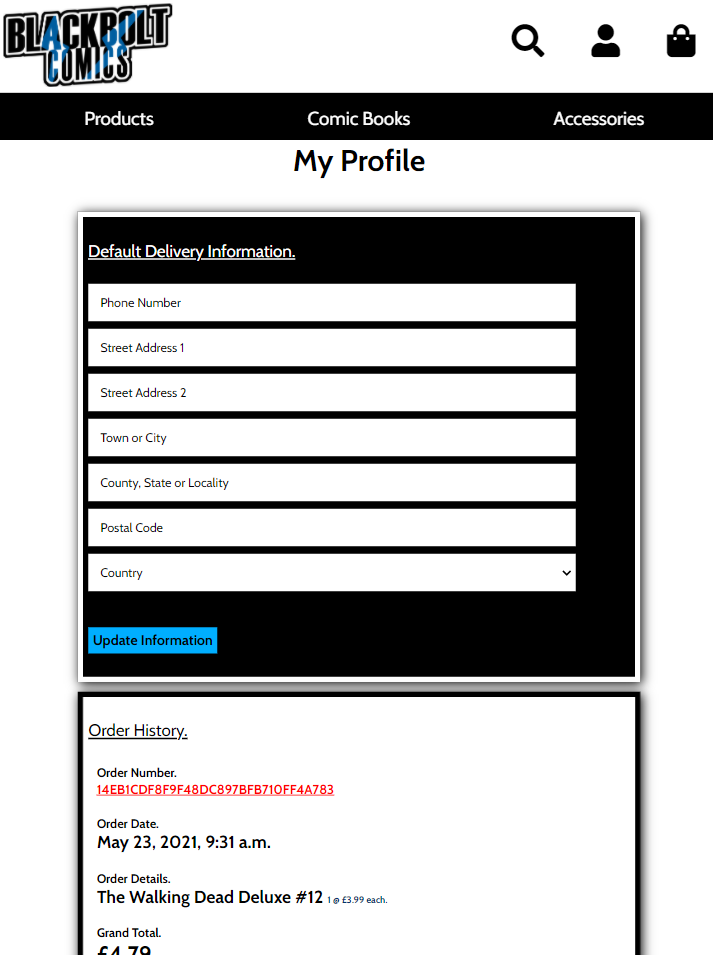 BLACKBOLT
COMICS
Products
Comic Books
Accessories
My Profile
Default Delivery Information.
Phone Number
Street Address 1
Street Address 2
Town or City
County, State or Locality
Postal Code
Country
Update Information
Order History.
Order Number.
14EB1CDF8F9F48DC897BFB710FF4A783
Order Date.
May 23, 2021, 9:31 a.m.
Order Details.
The Walking Dead Deluxe #12 1 @ £3.99 each.
Grand Total.
£4.79